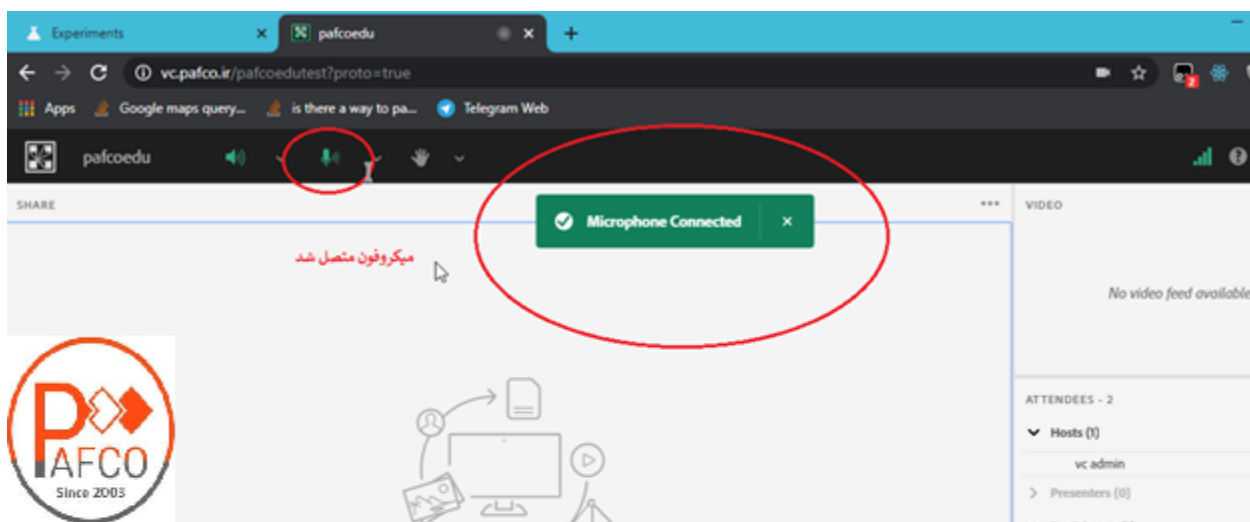 Experiments
pafcoedu
vc.pafco.ir/pafcoedutest?proto=true
2
Apps
Google maps query...
is there a way to pa...
Telegram Web
pafcoedu
SHARE
Microphone Connected
VIDEO
میکروفون متصل شد
No video feed available
ATTENDEES - 2
Hosts (1)
vc admin
Presenters (0)
PAFCO
Since 2003